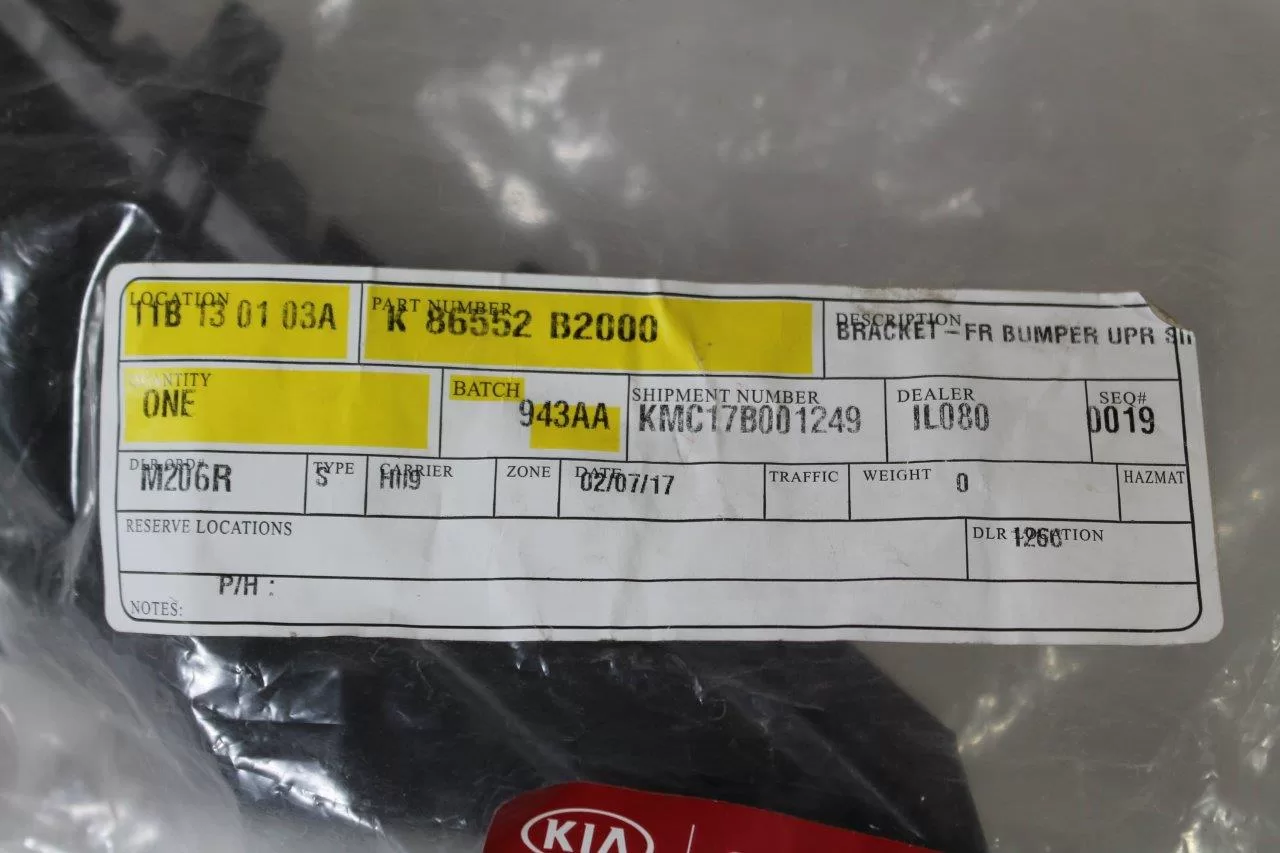 LOCATION
11B 13 01 03A
PART NUMBER
K 86552 B2000
DESCRIPTION
BRACKET-FR BUMPER UPR
QUANTITY
ONE
BATCH
943AA
SHIPMENT NUMBER
KMC17B001249
DEALER
IL080
SEQ#
0019
DLR ORD#
M206R
TYPE
S
CARRIER
ZONE
DATE
02/07/17
TRAFFIC
WEIGHT
0
HAZMAT
RESERVE LOCATIONS
DLR LOCATION
126C
P/H :
NOTES:
KIA